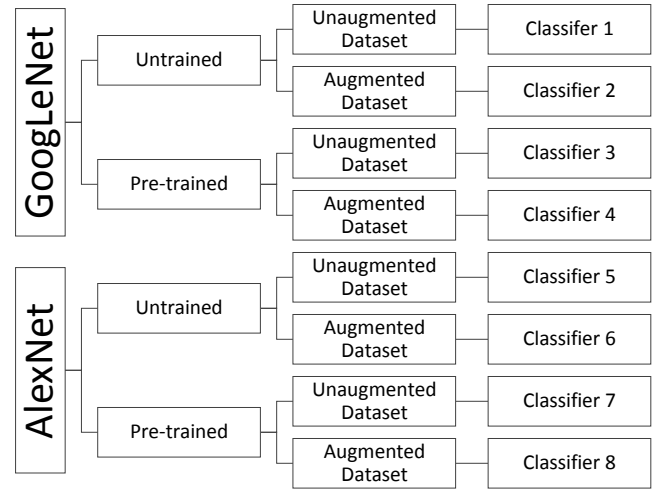 GoogLeNet
Untrained
Unaugmented
Dataset
Classifer 1
Augmented
Dataset
Classifier 2
Pre-trained
Unaugmented
Dataset
Classifier 3
Augmented
Dataset
Classifier 4
AlexNet
Untrained
Unaugmented
Dataset
Classifier 5
Augmented
Dataset
Classifier 6
Pre-trained
Unaugmented
Dataset
Classifier 7
Augmented
Dataset
Classifier 8